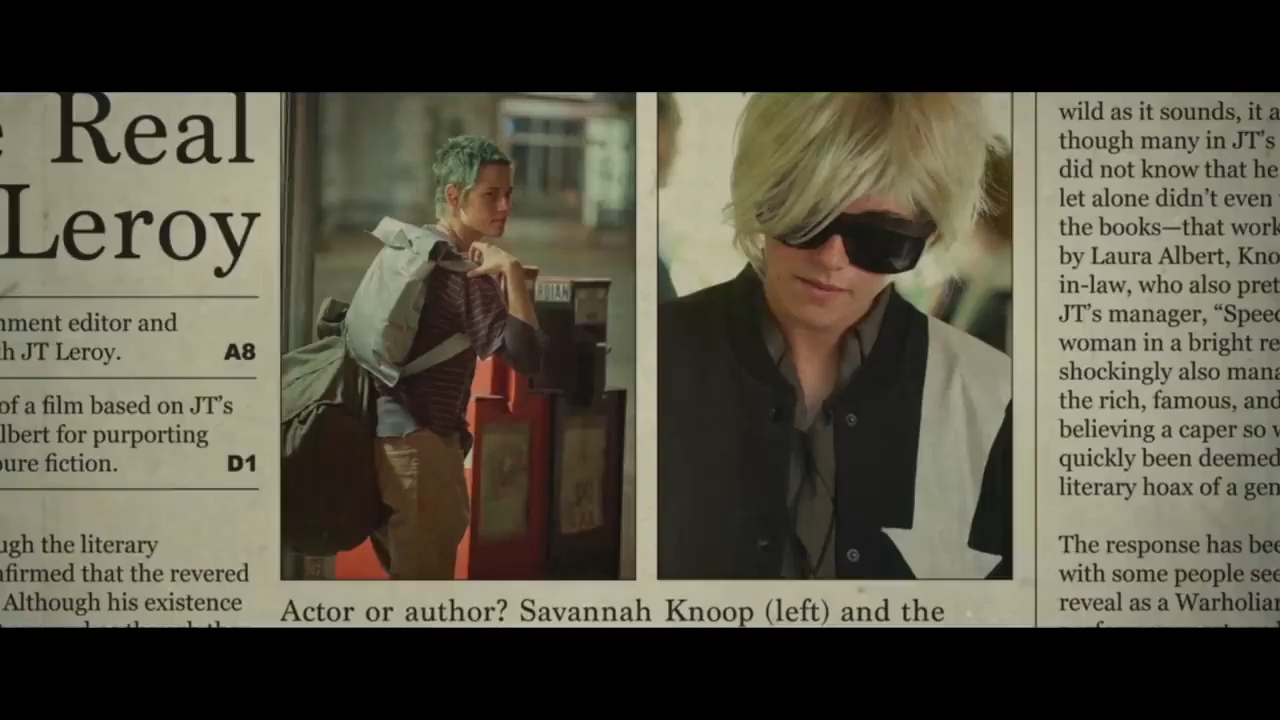 e Real
Leroy
nment editor and
th JT Leroy. A8
of a film based on JT’s
lbert for purporting
pure fiction. D1
ugh the literary
nfirmed that the revered
Although his existence
Actor or author? Savannah Knoop (left) and the
wild as it sounds, it a
though many in JT’s
did not know that he
let alone didn’t even
the books—that work
by Laura Albert, Kno
in-law, who also pret
JT’s manager, “Speed
woman in a bright re
shockingly also mana
the rich, famous, and
believing a caper so w
quickly been deemed
literary hoax of a gen
The response has bee
with some people see
reveal as a Warholian